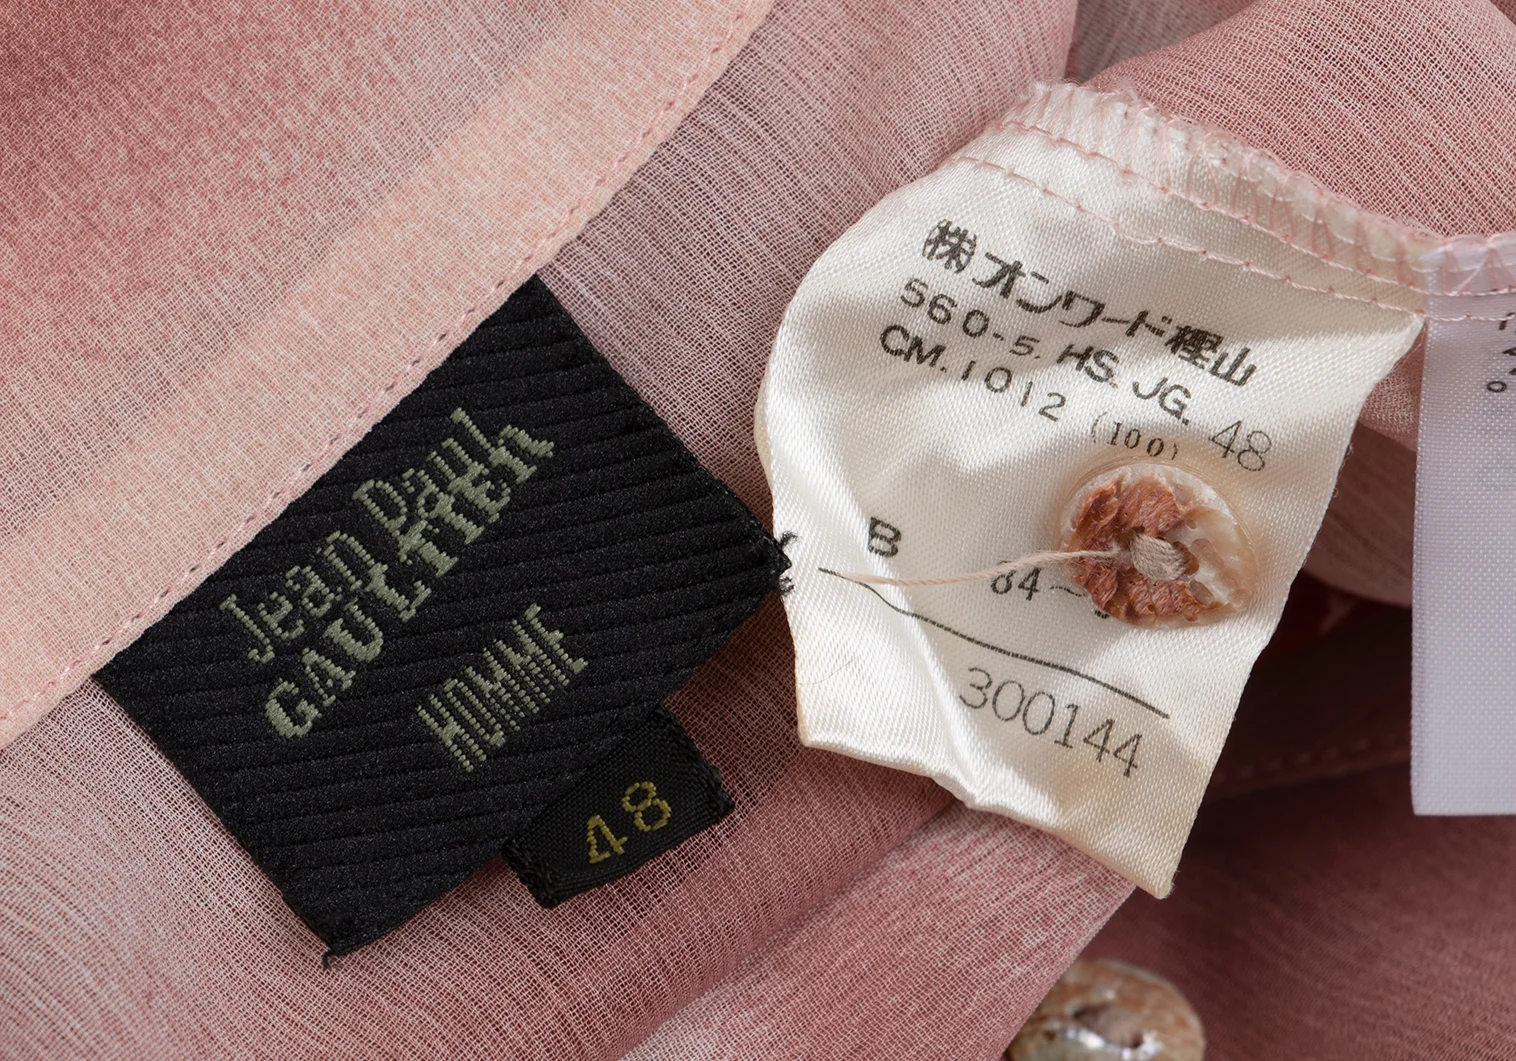 Jean Paul
GAULTIER
HOMME
48
㈱オンワード樫山
560-5. HS. JG. 48
CM. 1012 (100)
B
84~
300144